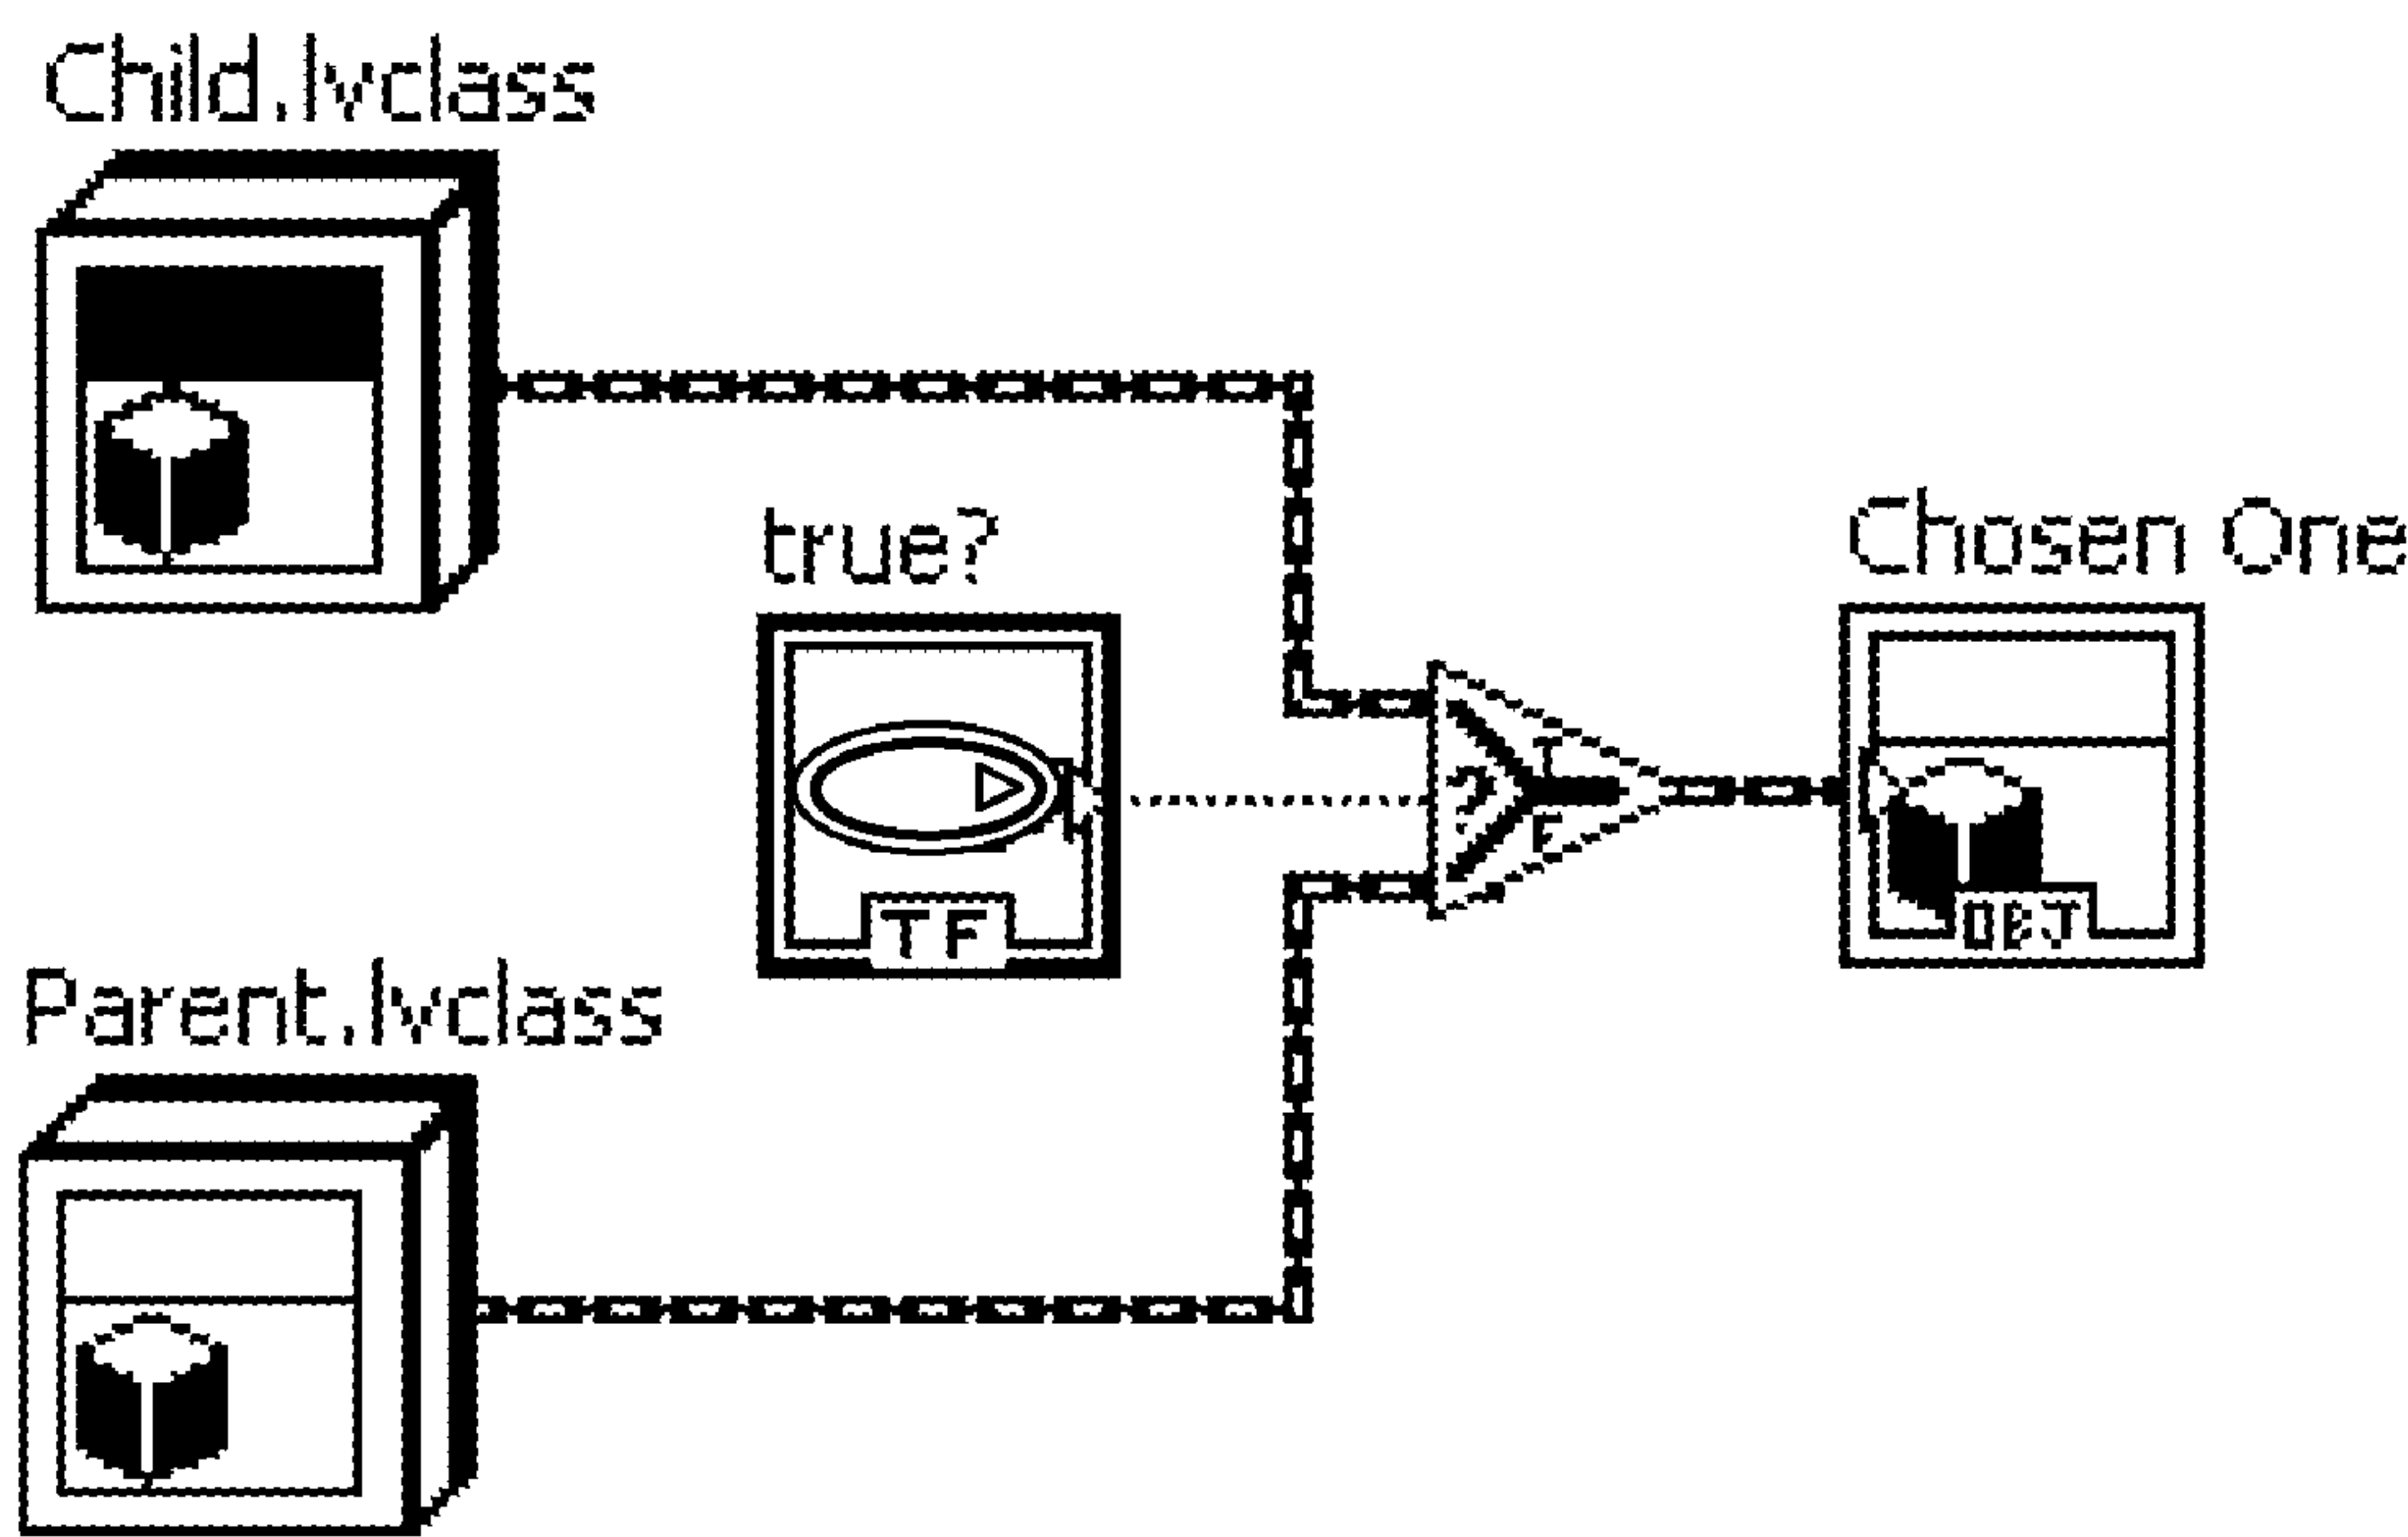 Child.lvclass
true?
Chosen One
? T
F
TF
OBJ
Parent.lvclass